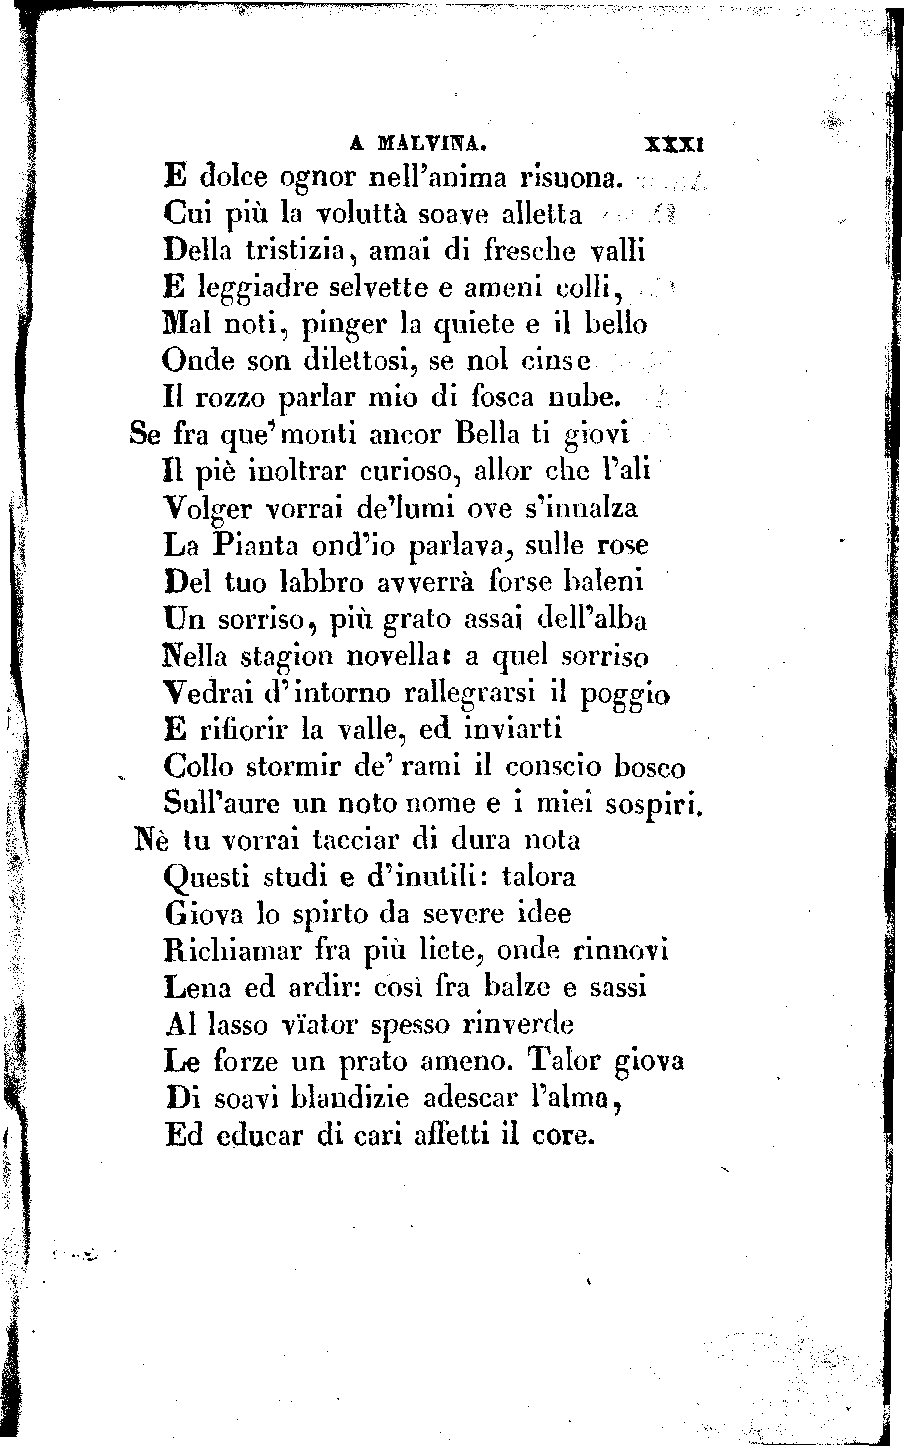 A MALVINA. XXXI
E dolce ognor nell'anima risuona.
Cui più la voluttà soave alletta
Della tristizia, amai di fresche valli
E leggiadre selvette e ameni colli,
Mal noti, pinger la quiete e il bello
Onde son dilettosi, se nol cinse
Il rozzo parlar mio di fosca nube.
Se fra que' monti ancor Bella ti giovi
Il piè inoltrar curioso, allor che l'ali
Volger vorrai de'lumi ove s'innalza
La Pianta ond'io parlava, sulle rose
Del tuo labbro avverrà forse baleni
Un sorriso, più grato assai dell'alba
Nella stagion novella: a quel sorriso
Vedrai d'intorno rallegrarsi il poggio
E rifiorir la valle, ed inviarti
Collo stormir de' rami il conscio bosco
Sull'aure un noto nome e i miei sospiri.
Nè tu vorrai tacciar di dura nota
Questi studi e d'inutili: talora
Giova lo spirto da severe idee
Richiamar fra più liete, onde rinnovi
Lena ed ardir: così fra balze e sassi
Al lasso vïator spesso rinverde
Le forze un prato ameno. Talor giova
Di soavi blandizie adescar l'alma,
Ed educar di cari affetti il core.